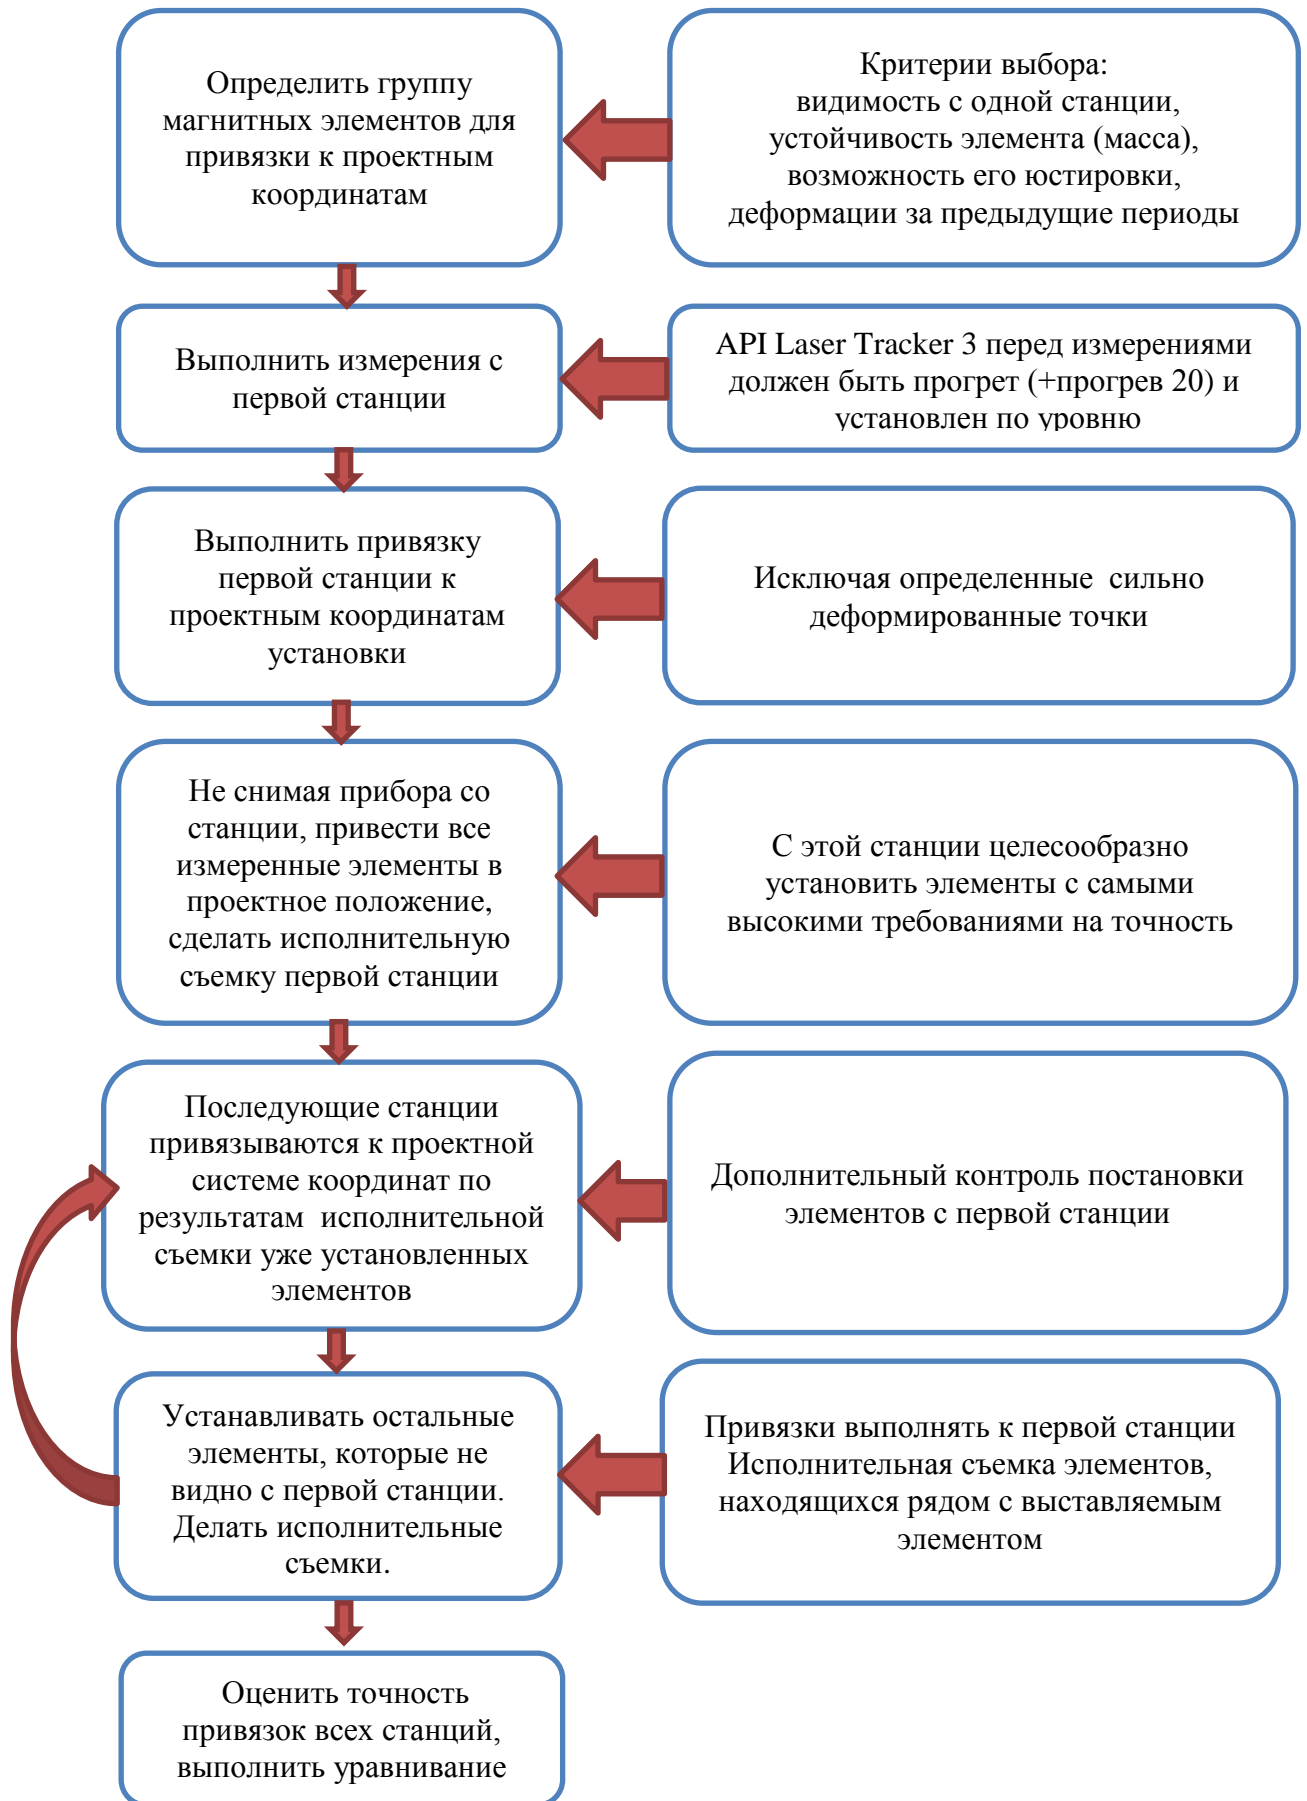 Определить группу
магнитных элементов для
привязки к проектным
координатам
Критерии выбора:
видимость с одной станции,
устойчивость элемента (масса),
возможность его юстировки,
деформации за предыдущие периоды
Выполнить измерения с
первой станции
API Laser Tracker 3 перед измерениями
должен быть прогрет (+прогрев 20) и
установлен по уровню
Выполнить привязку
первой станции к
проектным координатам
установки
Исключая определенные сильно
деформированные точки
Не снимая прибора со
станции, привести все
измеренные элементы в
проектное положение,
сделать исполнительную
съемку первой станции
С этой станции целесообразно
установить элементы с самыми
высокими требованиями на точность
Последующие станции
привязываются к проектной
системе координат по
результатам исполнительной
съемки уже установленных
элементов
Дополнительный контроль постановки
элементов с первой станции
Устанавливать остальные
элементы, которые не
видно с первой станции.
Делать исполнительные
съемки.
Привязки выполнять к первой станции
Исполнительная съемка элементов,
находящихся рядом с выставляемым
элементом
Оценить точность
привязок всех станций,
выполнить уравнивание